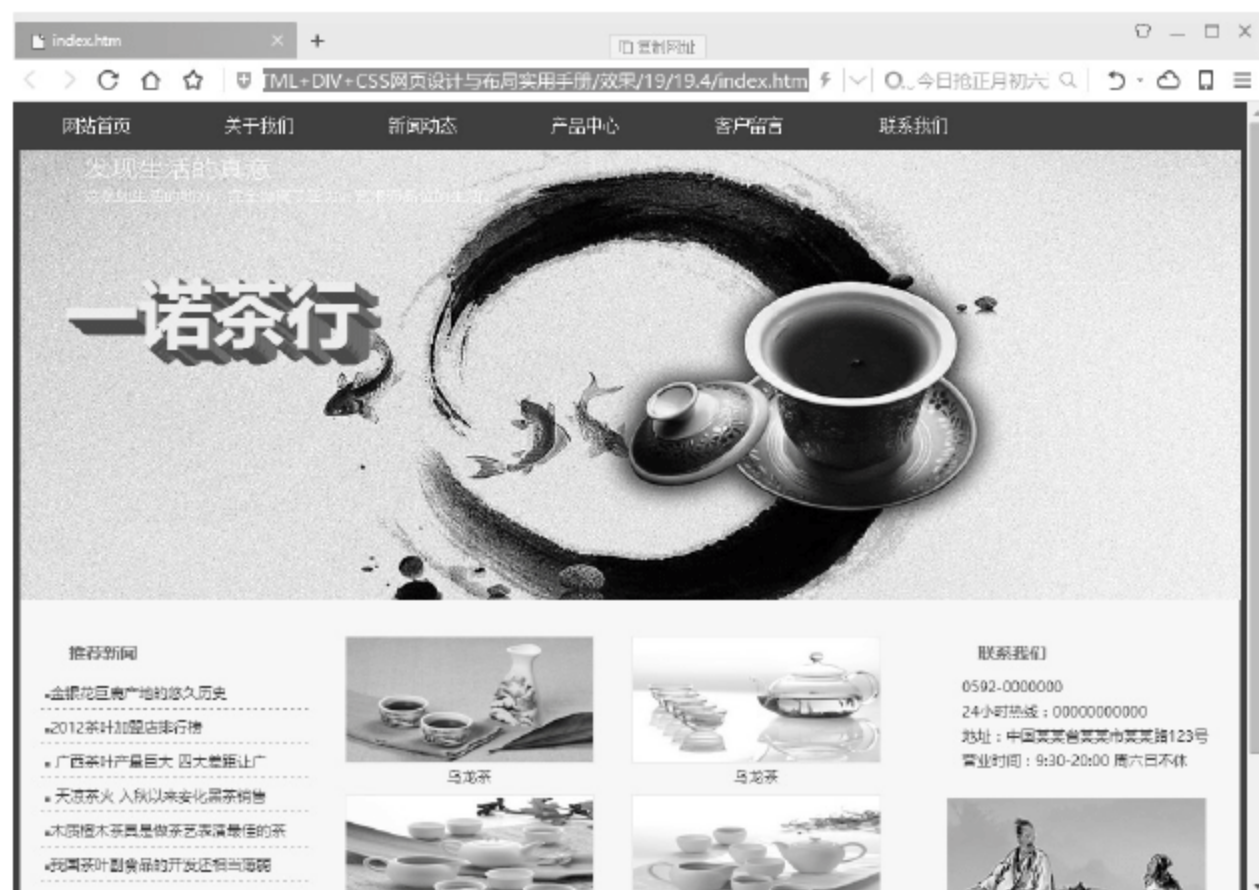 index.htm
复制网址
TML+DIV+CSS网页设计与布局实用手册/效果/19/19.4/index.htm
今日抢正月初六
网站首页 关于我们 新闻动态 产品中心 客户留言 联系我们
发现生活的真意
一诺茶行
推荐新闻
金银花巨鹿产地的悠久历史
2012茶叶加盟店排行榜
广西茶叶产量巨大 四大差距让广
天凉茶火 入秋以来安化黑茶销售
木质檀木茶具是做茶艺表演最佳的茶
我国茶叶副食品的开发还相当薄弱
乌龙茶
乌龙茶
联系我们
0592-0000000
24小时热线：00000000000
地址：中国某某省某某市某某路123号
营业时间：9:30-20:00 周六日不休